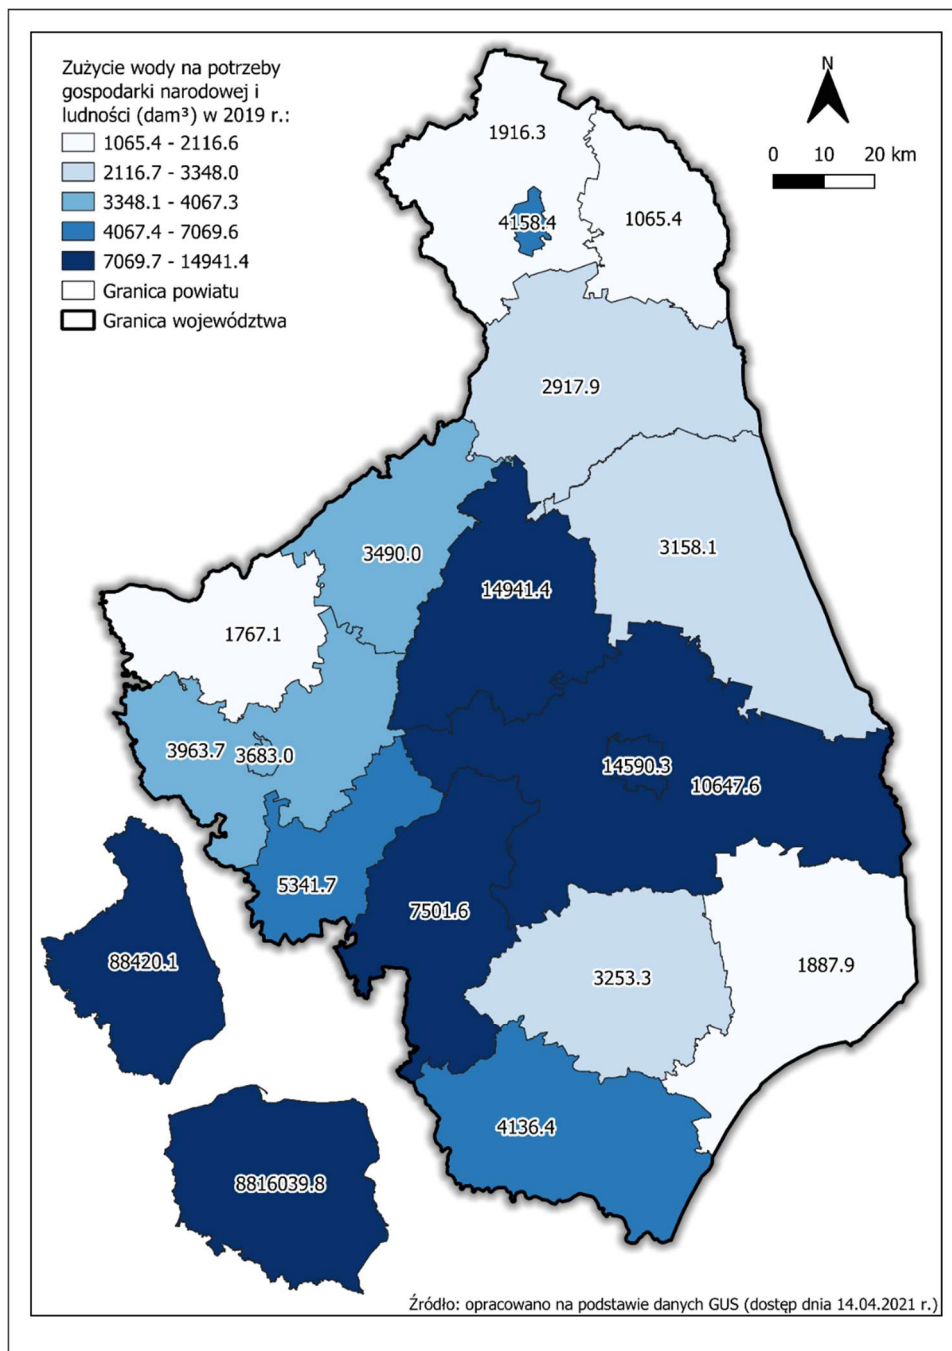 Zużycie wody na potrzeby
gospodarki narodowej i
ludności (dam³) w 2019 r.:
1065.4 - 2116.6
2116.7 - 3348.0
3348.1 - 4067.3
4067.4 - 7069.6
7069.7 - 14941.4
Granica powiatu
Granica województwa
N
0 10 20 km
1916.3
4158.4
1065.4
2917.9
3490.0
3158.1
14941.4
1767.1
3963.7
3683.0
14590.3
10647.6
5341.7
7501.6
88420.1
3253.3
1887.9
4136.4
8816039.8
Źródło: opracowano na podstawie danych GUS (dostęp dnia 14.04.2021 r.)